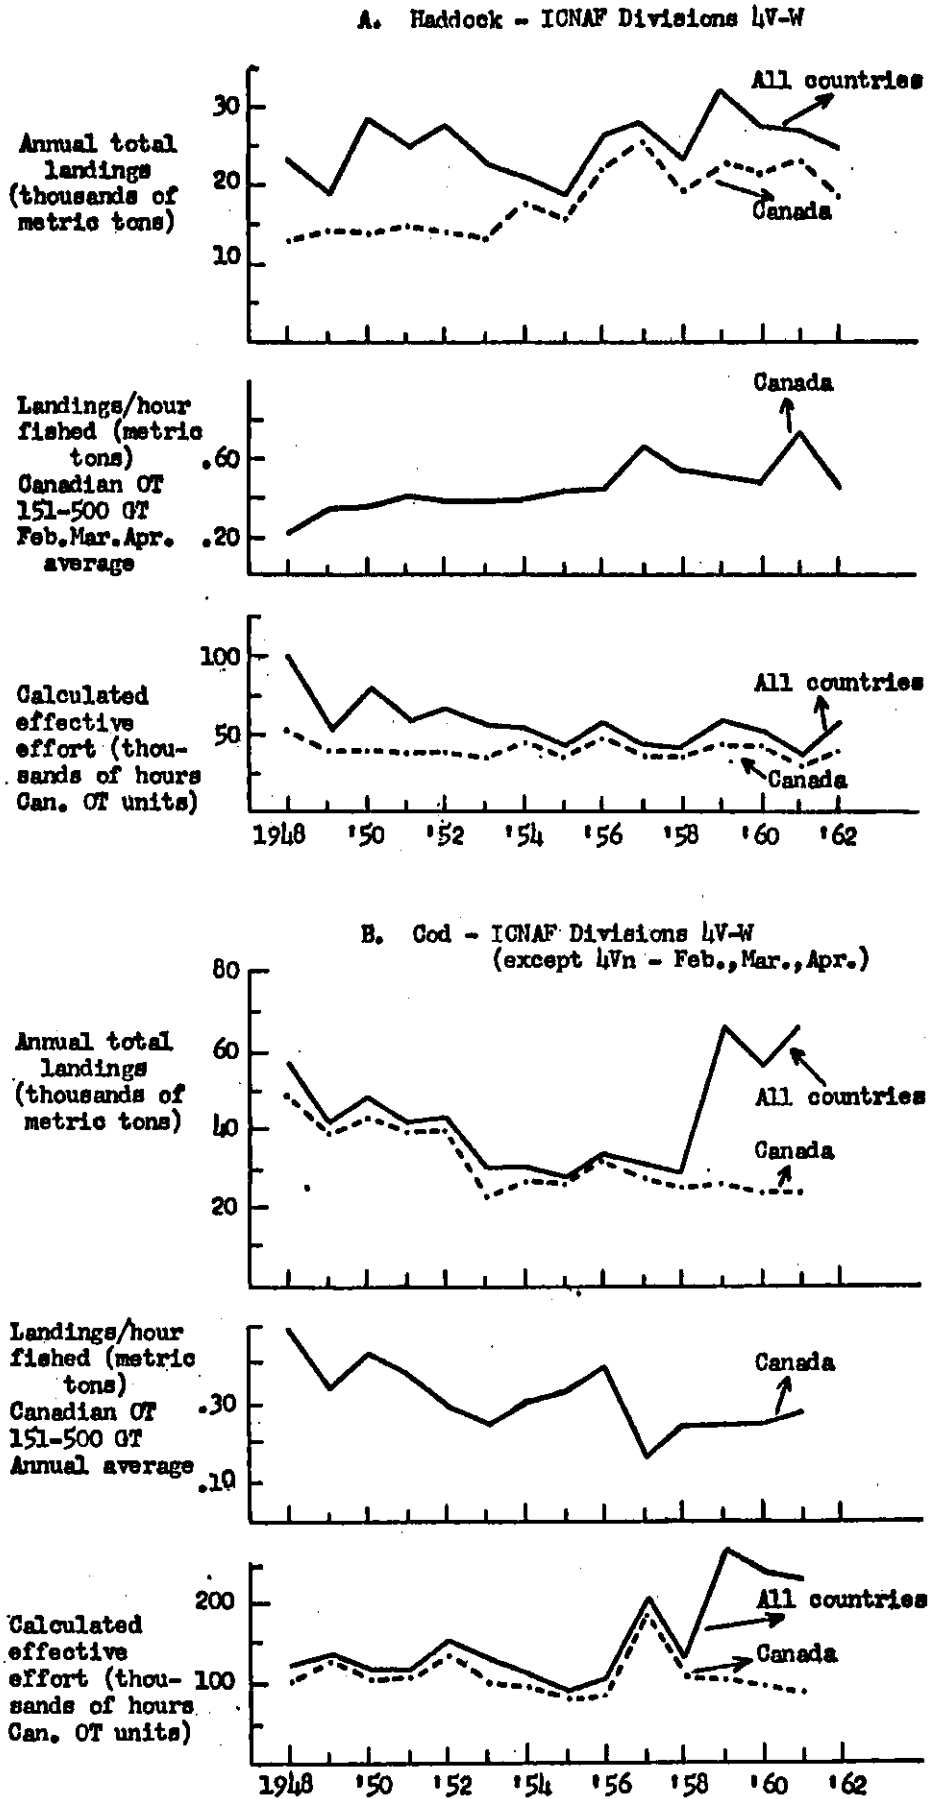 A. Haddock - ICNAF Divisions 4V-W
All countries
30
Annual total
landings
(thousands of
metric tons)
20
Canada
10
Canada
Landings/hour
fished (metric
tons)
.60
Canadian OT
151-500 GT
Feb.Mar.Apr.
.20
average
100
All countries
Calculated
effective
effort (thou-
sands of hours
Can. OT units)
50
Canada
1948 '50 '52 '54 '56 '58 '60 '62
B. Cod - ICNAF Divisions 4V-W
(except 4Vn - Feb.,Mar.,Apr.)
80
Annual total
landings
(thousands of
metric tons)
60
All countries
40
Canada
20
Landings/hour
fished (metric
tons)
Canadian OT
151-500 GT
Annual average
Canada
.30
.10
200
All countries
Calculated
effective
effort (thou-
sands of hours
Can. OT units)
Canada
100
1948 '50 '52 '54 '56 '58 '60 '62